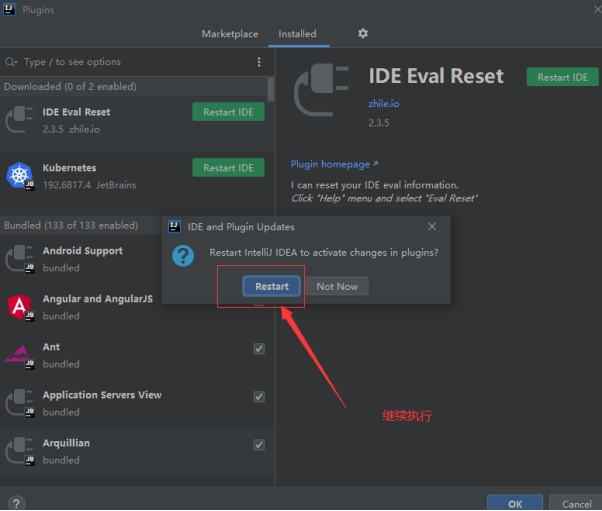 Plugins
Marketplace
Installed
Type / to see options
Downloaded (0 of 2 enabled)
IDE Eval Reset
Restart IDE
2.3.5 zhile.io
Kubernetes
Restart IDE
192.6817.4 JetBrains
Bundled (133 of 133 enabled)
Android Support
bundled
Angular and AngularJS
bundled
Ant
bundled
Application Servers View
bundled
Arquillian
bundled
IDE Eval Reset
Restart IDE
zhile.io
2.3.5
Plugin homepage
I can reset your IDE eval information.
Click "Help" menu and select "Eval Reset"
IDE and Plugin Updates
Restart IntelliJ IDEA to activate changes in plugins?
Restart
Not Now
继续执行
?
OK
Cancel